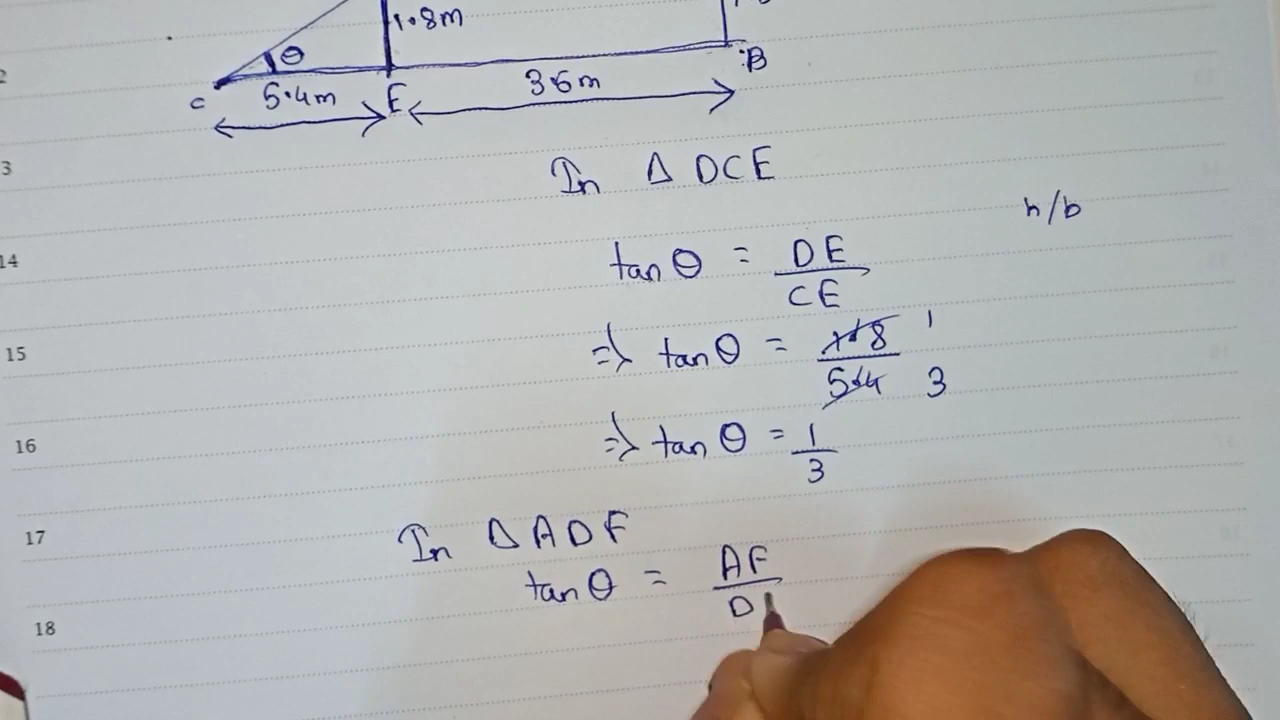 1.8m
θ
2
C
5.4m
E
3.6m
B
3
In Δ DCE
h/b
14
tan θ = DE / CE
15
⇒ tan θ = 1.8 / 5.4 1 / 3
16
⇒ tan θ = 1 / 3
17
In Δ ADF
tan θ = AF / D
18